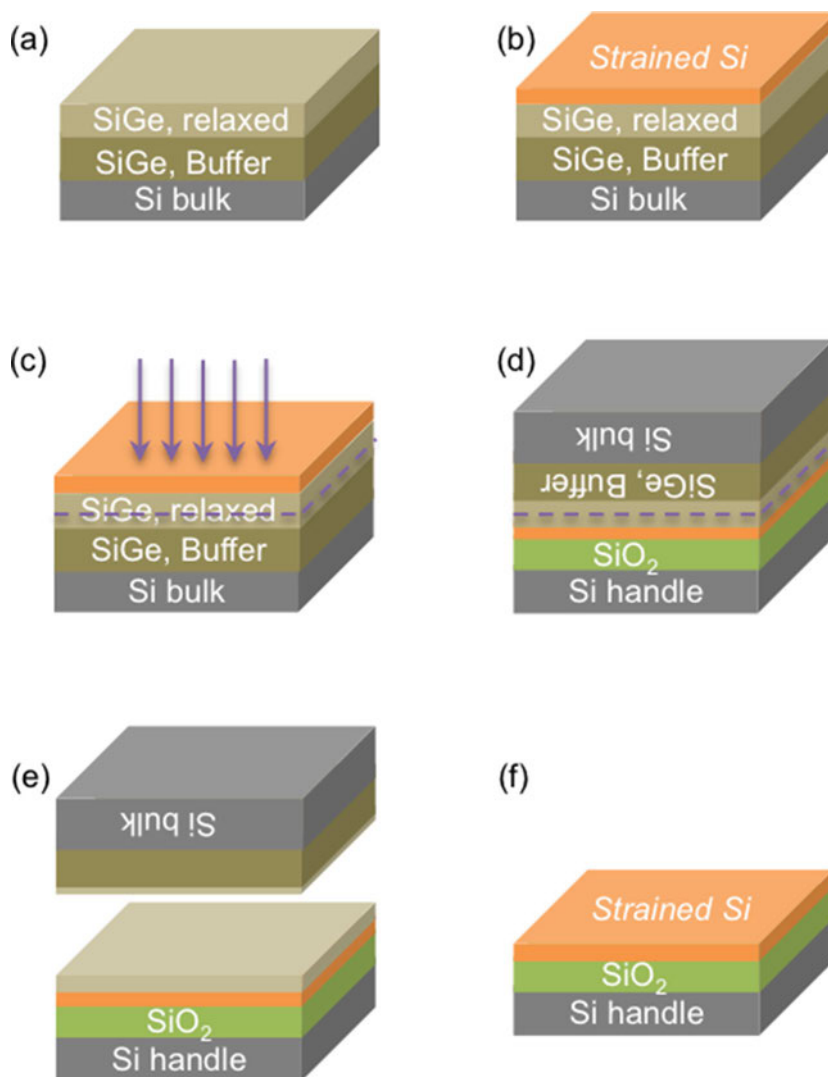 (a)
SiGe, relaxed
SiGe, Buffer
Si bulk
(b)
Strained Si
SiGe, relaxed
SiGe, Buffer
Si bulk
(c)
SiGe, relaxed
SiGe, Buffer
Si bulk
(d)
Si bulk
SiGe, Buffer
SiO₂
Si handle
(e)
Si bulk
SiO₂
Si handle
(f)
Strained Si
SiO₂
Si handle